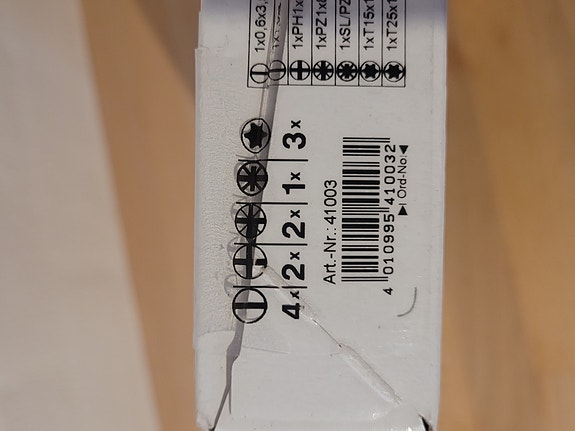 1x0,6x3,
1xPH1x
1xPZ1x
1xSL/PZ
1xT15x1
1xT25x1
4x 2x 2x 1x 3x
Art.-Nr.: 41003
4 010995 410032
Ord-No: